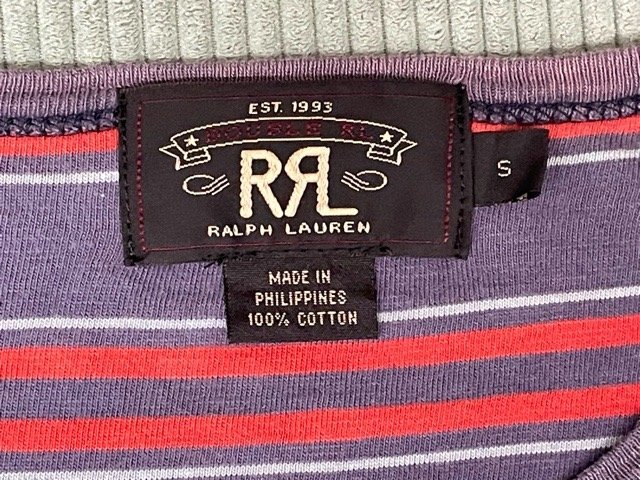 EST. 1993
DOUBLE RL
RRL
RALPH LAUREN
S
MADE IN
PHILIPPINES
100% COTTON